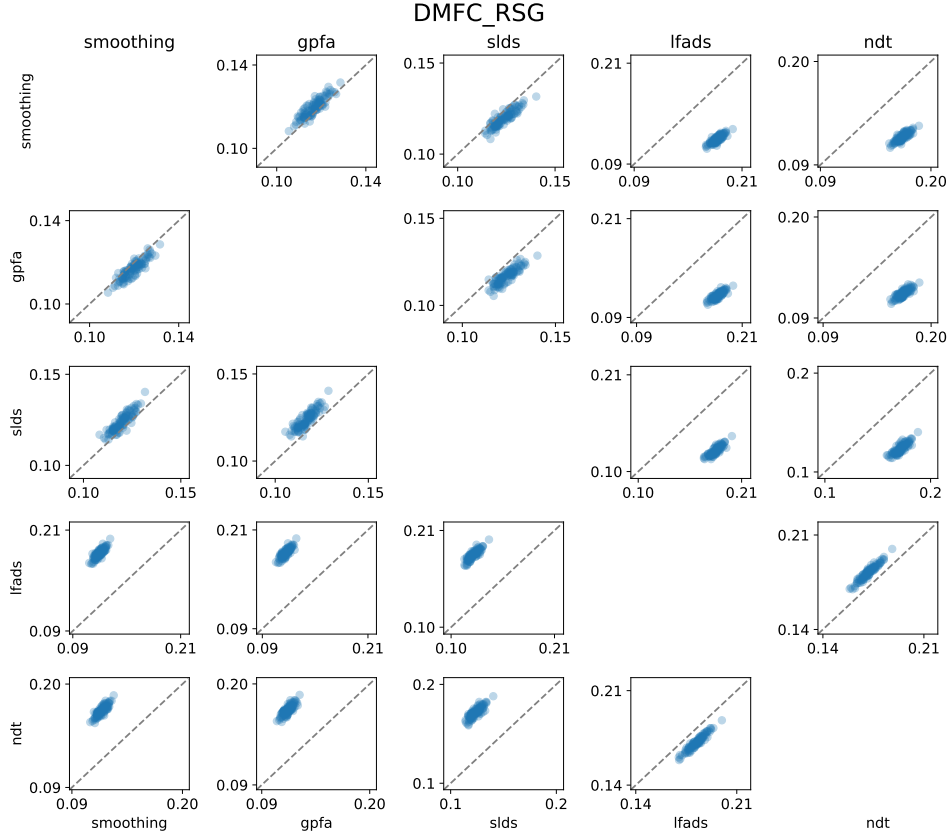 DMFC_RSG
smoothing gpfa slds lfads ndt
smoothing
0.14 0.15 0.21 0.20
0.10 0.10 0.09 0.09
0.10 0.14 0.10 0.15 0.09 0.21 0.09 0.20
gpfa
0.14 0.15 0.21 0.20
0.10 0.10 0.09 0.09
0.10 0.14 0.10 0.15 0.09 0.21 0.09 0.20
slds
0.15 0.15 0.21 0.2
0.10 0.10 0.10 0.1
0.10 0.15 0.10 0.15 0.10 0.21 0.1 0.2
lfads
0.21 0.21 0.21 0.21
0.09 0.09 0.10 0.14
0.09 0.21 0.09 0.21 0.10 0.21 0.14 0.21
ndt
0.20 0.20 0.2 0.21
0.09 0.09 0.1 0.14
0.09 0.20 0.09 0.20 0.1 0.2 0.14 0.21
smoothing gpfa slds lfads ndt